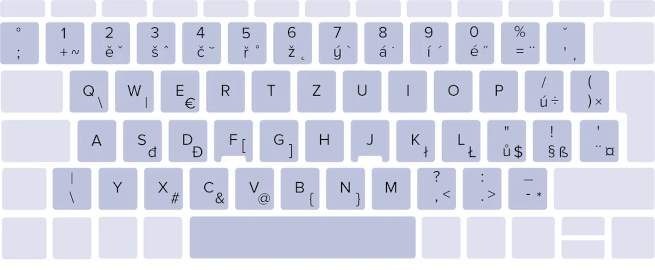 ° 1 2 3 4 5 6 7 8 9 0 % ˇ
; + ~ ě ˇ š ^ č ˘ ř ° ž ˛ ý ` á ˙ í ´ é ˝ = ¨ ' ¸
Q W E R T Z U I O P / (
\ | € ú ÷ ) ×
A S D F G H J K L " ! '
đ Đ [ ] ł Ł ů $ § ß ¨ ¤
| Y X C V B N M ? : _
\ # & @ { } , < . > - *